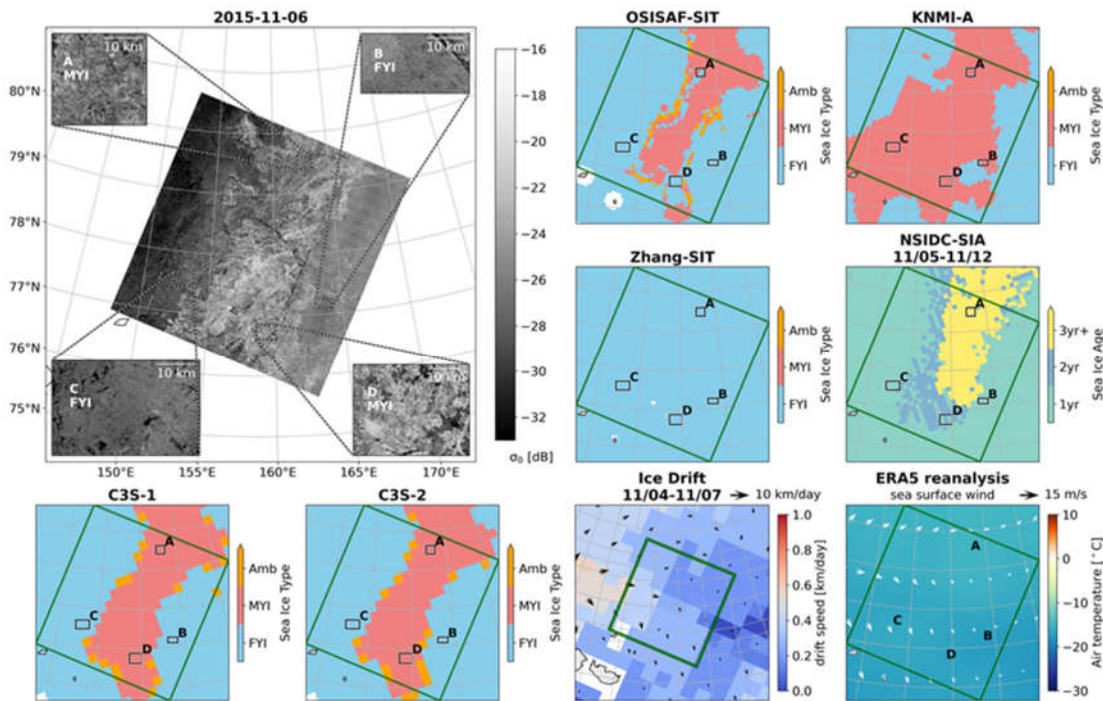 2015-11-06
10 km
A
MYI
10 km
B
FYI
10 km
C
FYI
10 km
D
MYI
80°N
79°N
78°N
77°N
76°N
75°N
150°E
155°E
160°E
165°E
170°E
−16
−18
−20
−22
−24
−26
−28
−30
−32
σ₀ [dB]
OSISAF-SIT
A
B
C
D
Amb
MYI
FYI
Sea Ice Type
KNMI-A
A
B
C
D
Amb
MYI
FYI
Sea Ice Type
Zhang-SIT
A
B
C
D
Amb
MYI
FYI
Sea Ice Type
NSIDC-SIA
11/05-11/12
A
B
C
D
3yr+
2yr
1yr
Sea Ice Age
C3S-1
A
B
C
D
Amb
MYI
FYI
Sea Ice Type
C3S-2
A
B
C
D
Amb
MYI
FYI
Sea Ice Type
Ice Drift
11/04-11/07
10 km/day
1.0
0.8
0.6
0.4
0.2
0.0
drift speed [km/day]
ERA5 reanalysis
sea surface wind
15 m/s
A
B
C
D
10
0
−10
−20
−30
Air temperature [°C]